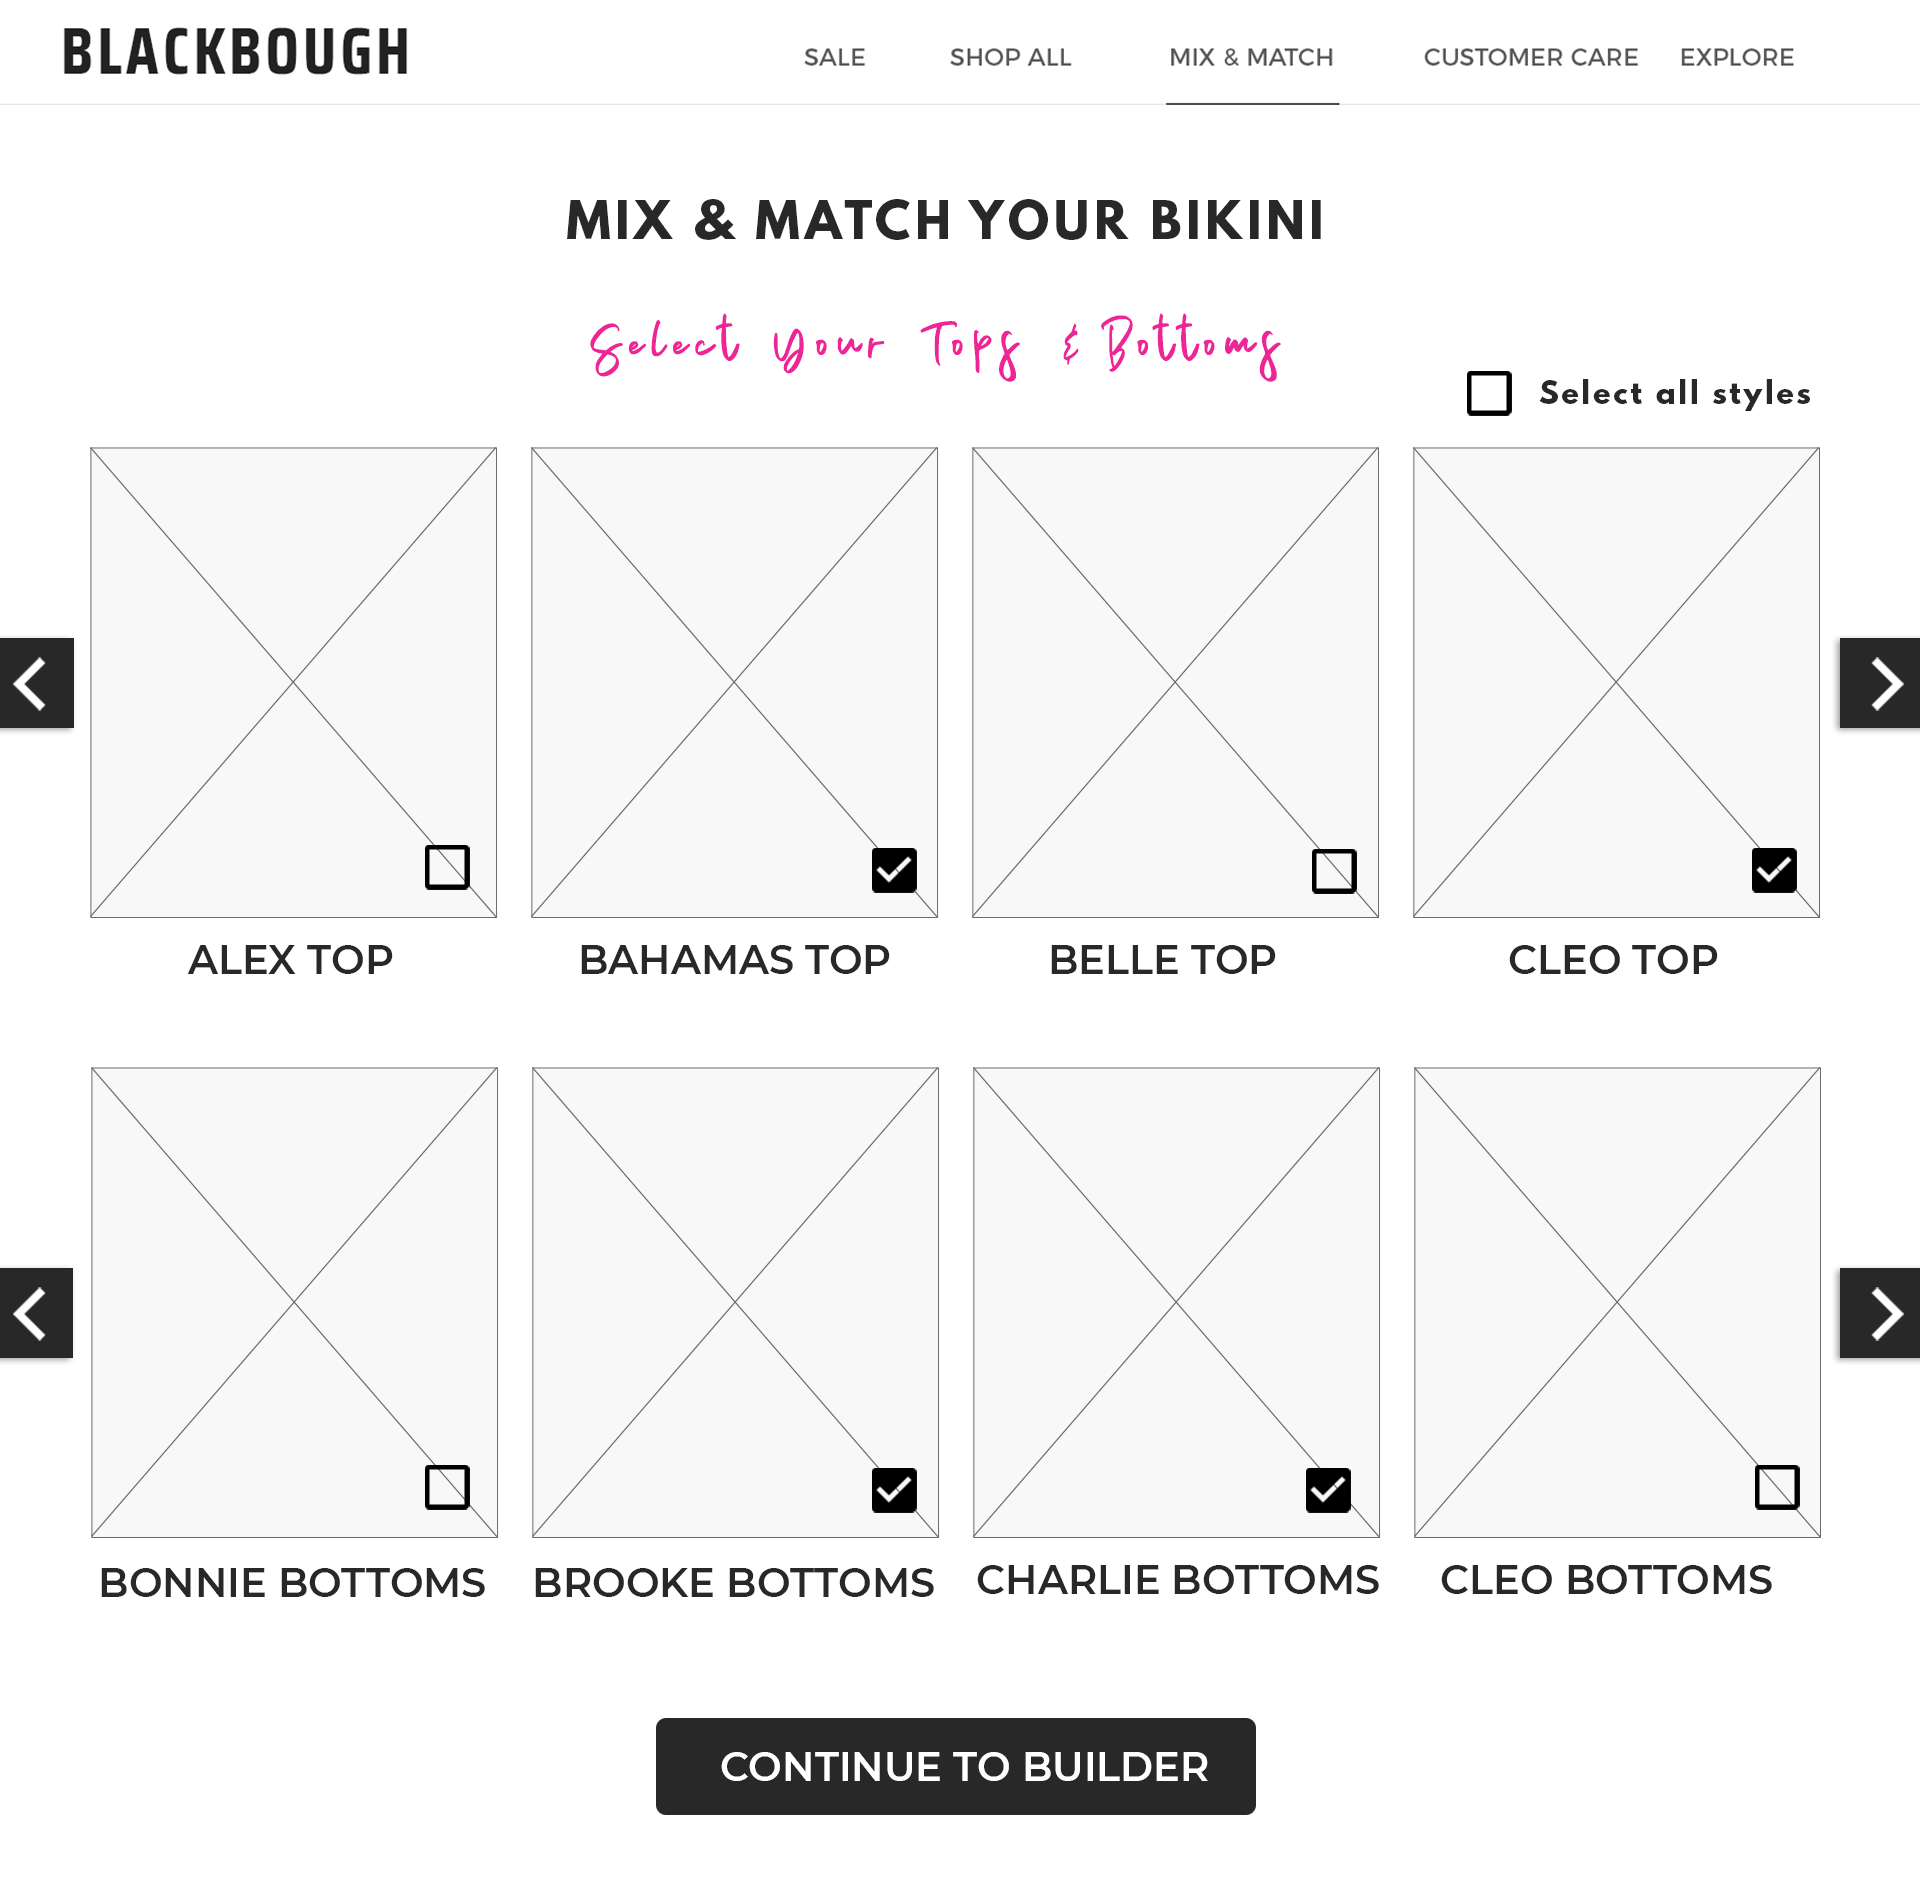 BLACKBOUGH
SALE SHOP ALL MIX & MATCH CUSTOMER CARE EXPLORE
MIX & MATCH YOUR BIKINI
Select Your Tops & Bottoms
Select all styles
ALEX TOP BAHAMAS TOP BELLE TOP CLEO TOP
BONNIE BOTTOMS BROOKE BOTTOMS CHARLIE BOTTOMS CLEO BOTTOMS
CONTINUE TO BUILDER